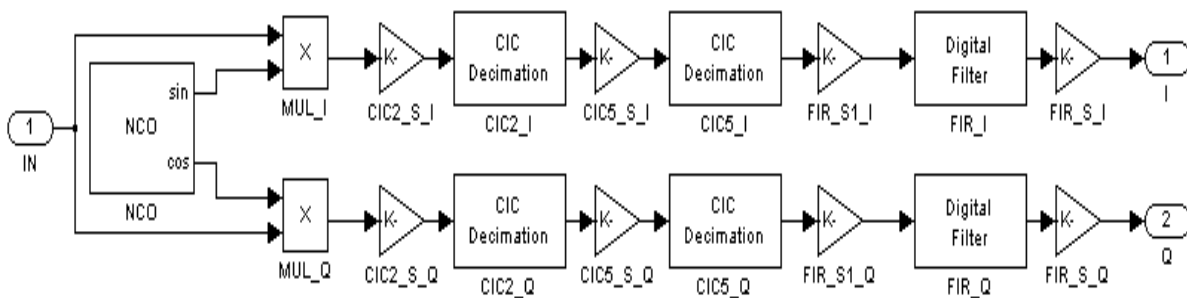 X
MUL_I
K-
CIC2_S_I
CIC
Decimation
CIC2_I
K-
CIC5_S_I
CIC
Decimation
CIC5_I
K-
FIR_S1_I
Digital
Filter
FIR_I
K-
FIR_S_I
1
I
1
IN
sin
NCO
cos
NCO
X
MUL_Q
K-
CIC2_S_Q
CIC
Decimation
CIC2_Q
K-
CIC5_S_Q
CIC
Decimation
CIC5_Q
K-
FIR_S1_Q
Digital
Filter
FIR_Q
K-
FIR_S_Q
2
Q